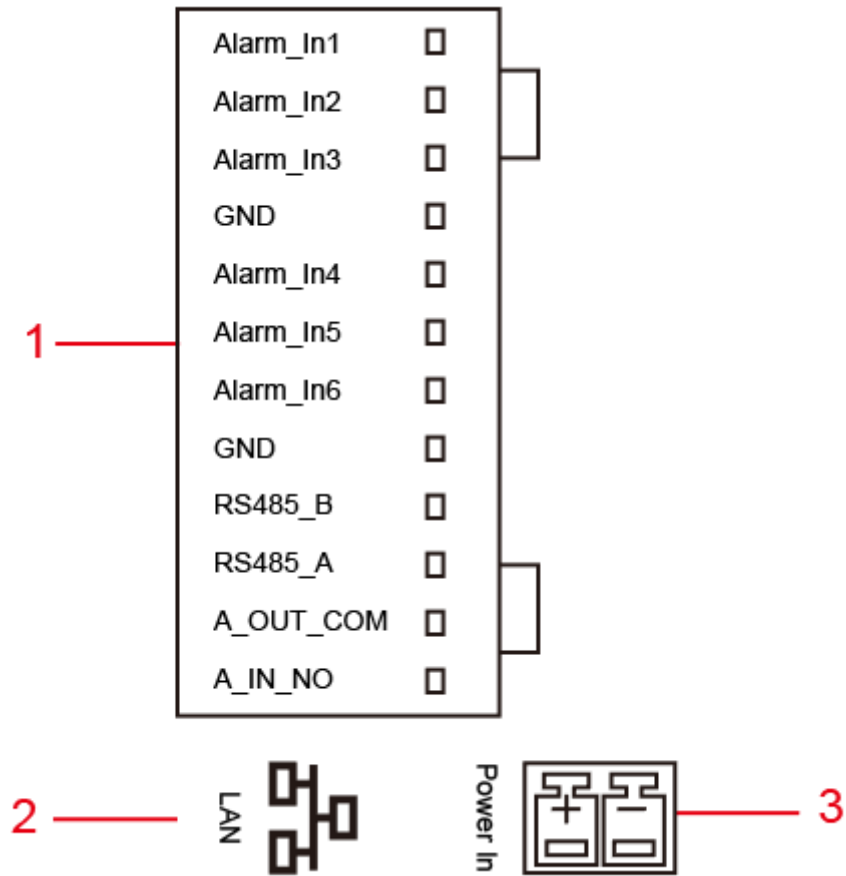 Alarm_In1
Alarm_In2
Alarm_In3
GND
Alarm_In4
Alarm_In5
1
Alarm_In6
GND
RS485_B
RS485_A
A_OUT_COM
A_IN_NO
2
LAN
Power In
+ −
3